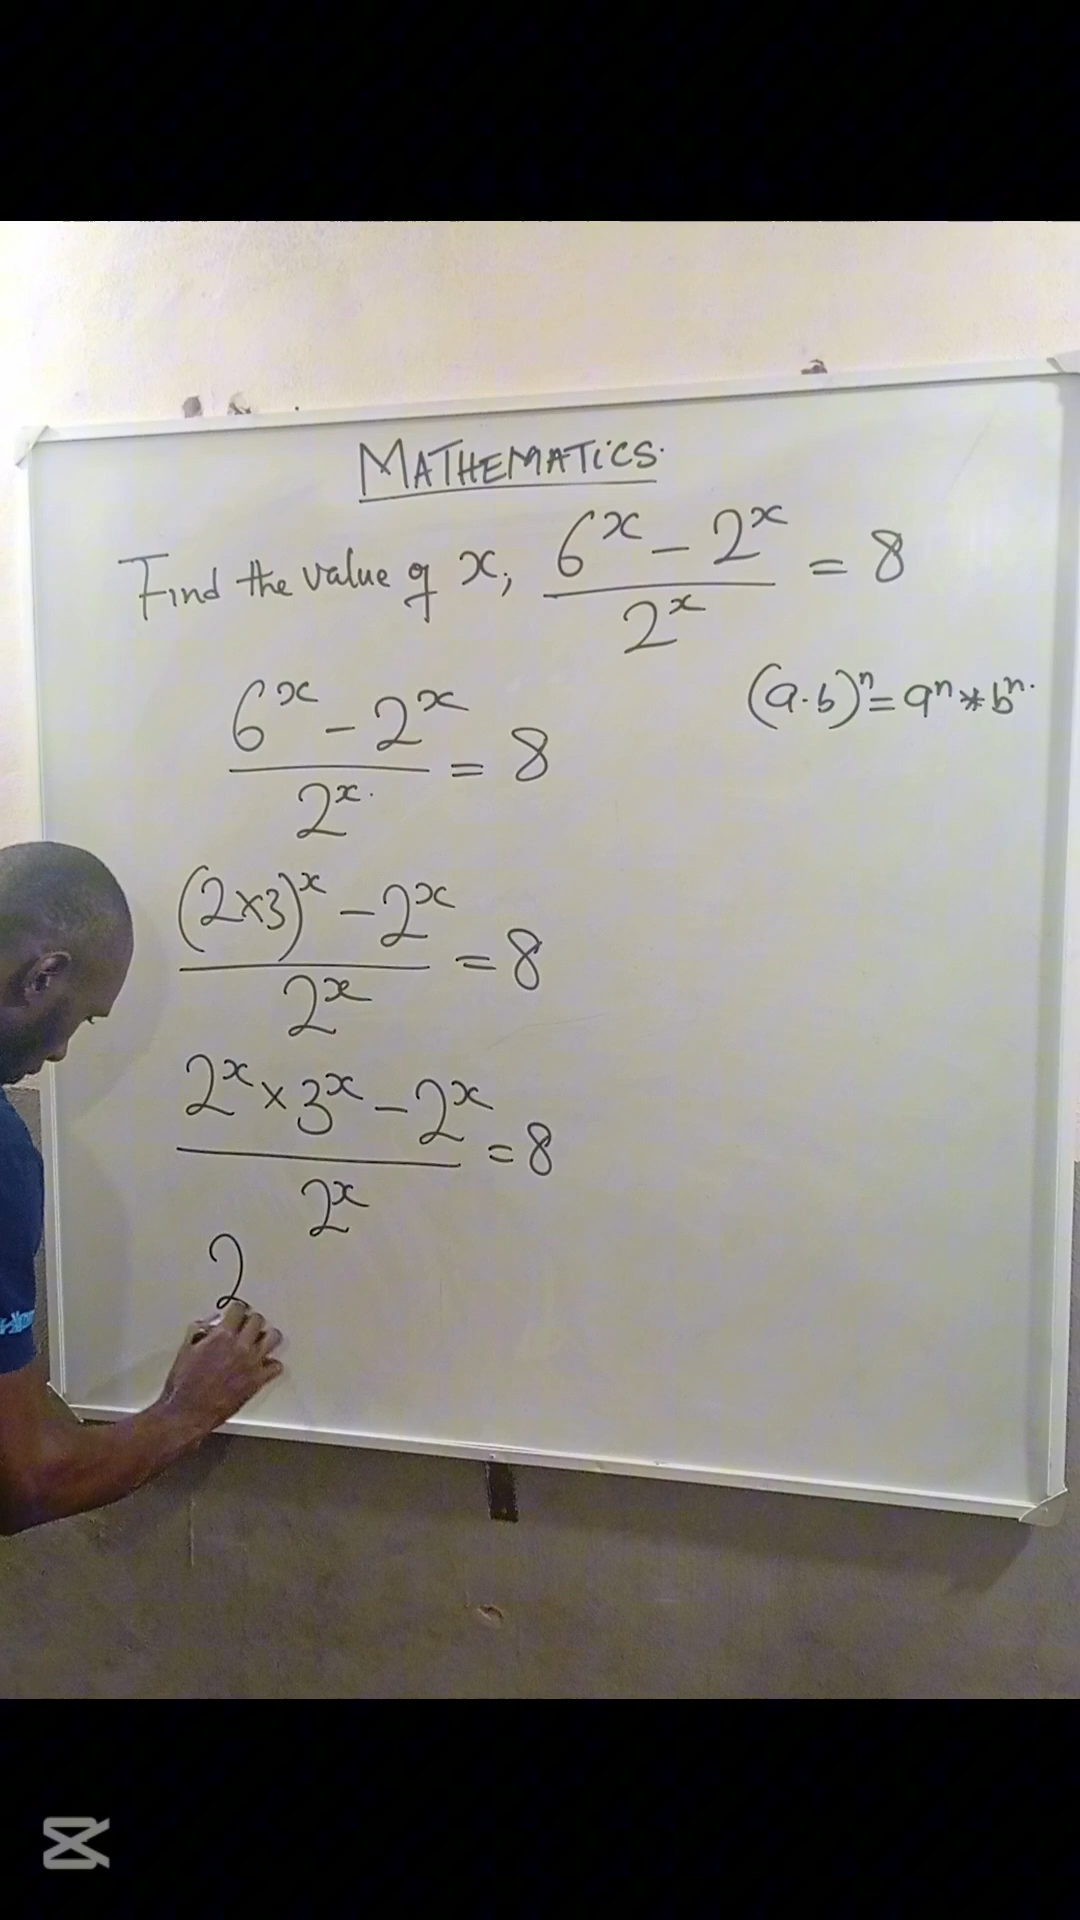 MATHEMATICS.
Find the value of x, (6^x - 2^x)/2^x = 8
(a.b)^n = a^n * b^n.
(6^x - 2^x)/2^x. = 8
((2×3)^x - 2^x)/2^x = 8
(2^x × 3^x - 2^x)/2^x = 8
2